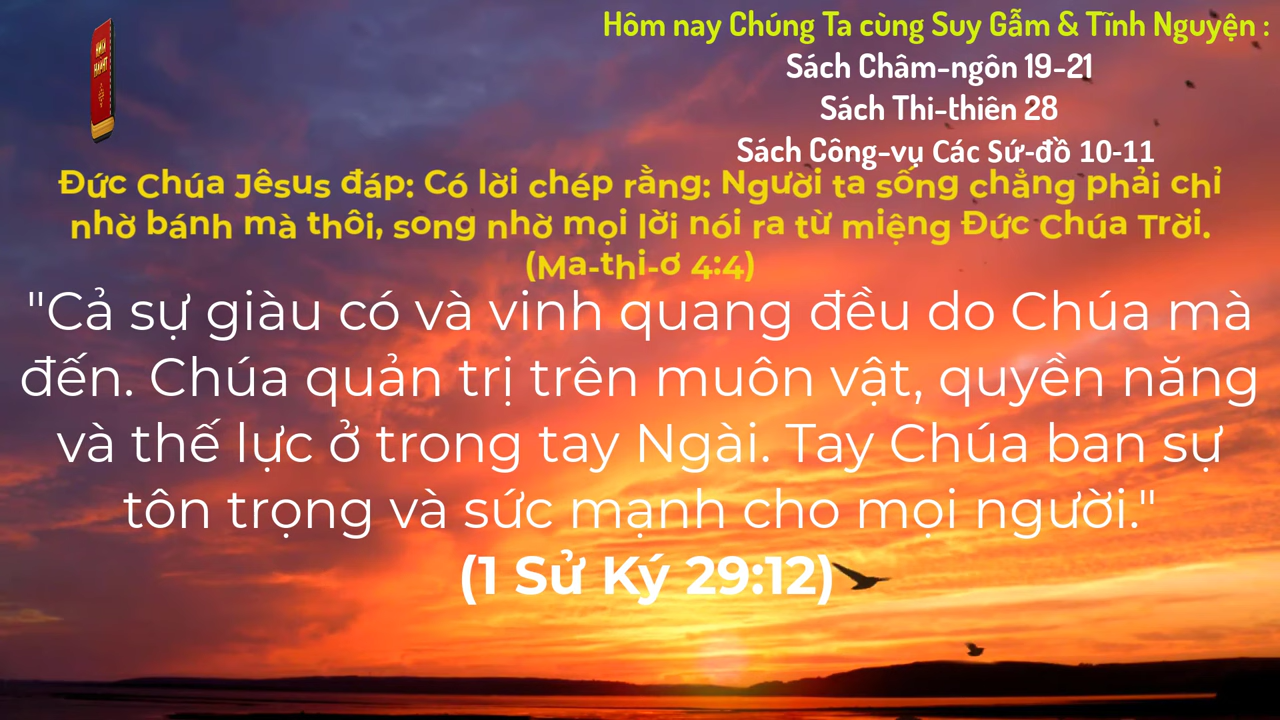 Hôm nay Chúng Ta cùng Suy Gẫm & Tĩnh Nguyện :
Sách Châm-ngôn 19-21
Sách Thi-thiên 28
Sách Công-vụ Các Sứ-đồ 10-11
Đức Chúa Jêsus đáp: Có lời chép rằng: Người ta sống chẳng phải chỉ
nhờ bánh mà thôi, song nhờ mọi lời nói ra từ miệng Đức Chúa Trời.
(Ma-thi-ơ 4:4)
"Cả sự giàu có và vinh quang đều do Chúa mà
đến. Chúa quản trị trên muôn vật, quyền năng
và thế lực ở trong tay Ngài. Tay Chúa ban sự
tôn trọng và sức mạnh cho mọi người."
(1 Sử Ký 29:12)